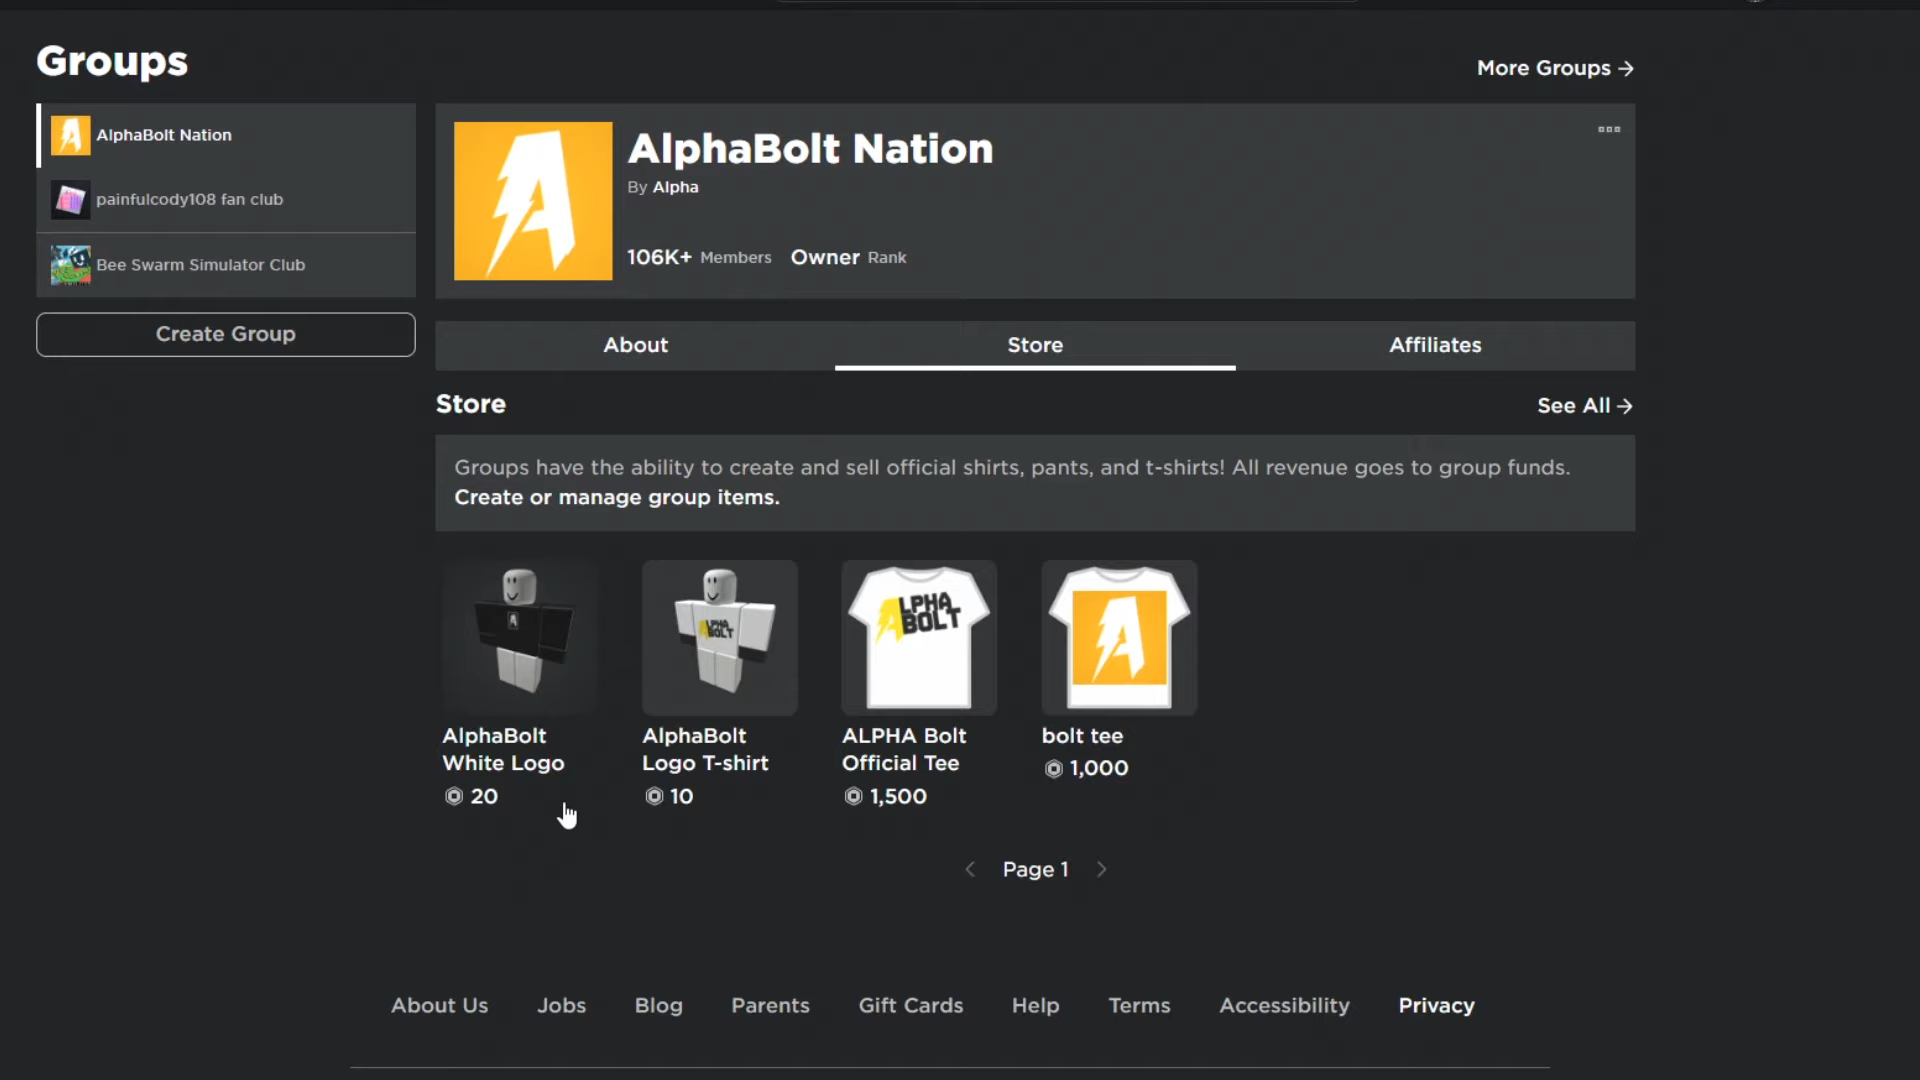 Groups
More Groups →
AlphaBolt Nation
painfulcody108 fan club
Bee Swarm Simulator Club
Create Group
AlphaBolt Nation
By Alpha
106K+ Members Owner Rank
About Store Affiliates
Store
See All →
Groups have the ability to create and sell official shirts, pants, and t-shirts! All revenue goes to group funds.
Create or manage group items.
ALPHA
BOLT
ALPHA
BOLT
A
AlphaBolt
White Logo
20
AlphaBolt
Logo T-shirt
10
ALPHA Bolt
Official Tee
1,500
bolt tee
1,000
Page 1
About Us Jobs Blog Parents Gift Cards Help Terms Accessibility Privacy